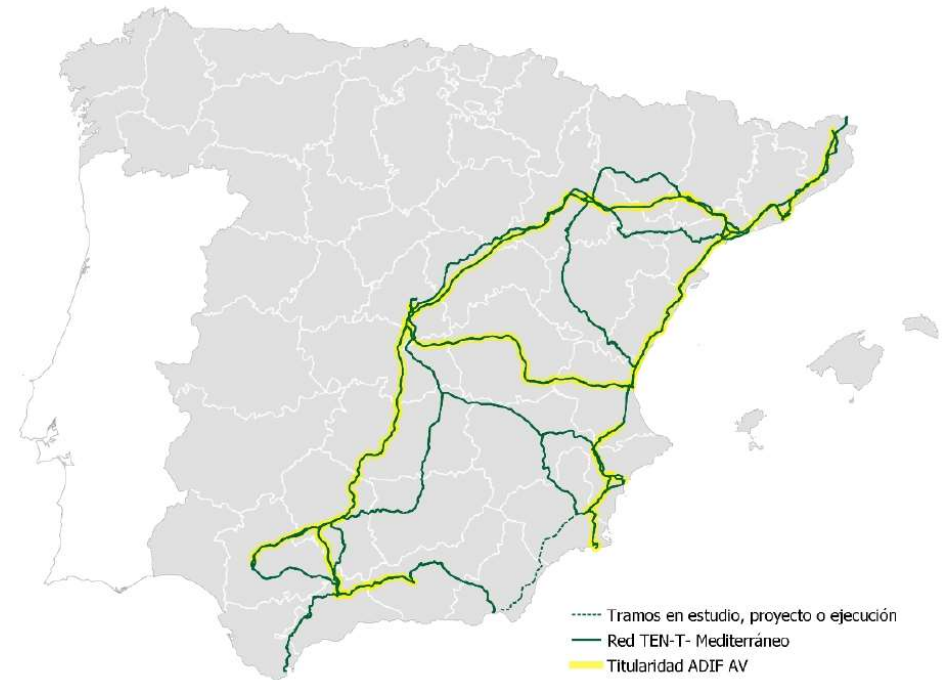 Tramos en estudio, proyecto o ejecución
Red TEN-T- Mediterráneo
Titularidad ADIF AV